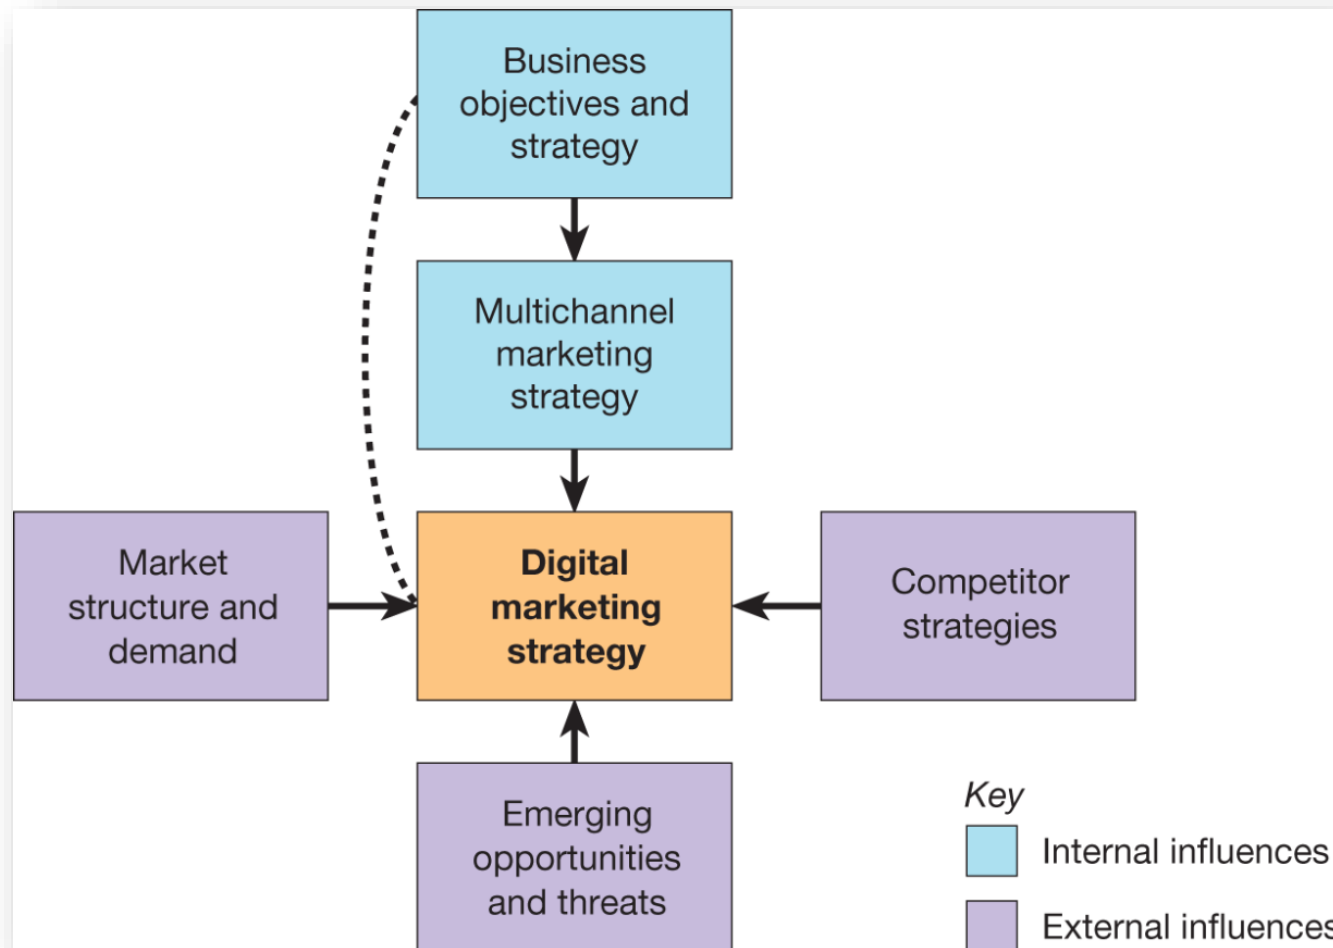 Business
objectives and
strategy
Multichannel
marketing
strategy
Market
structure and
demand
Digital
marketing
strategy
Competitor
strategies
Emerging
opportunities
and threats
Key
Internal influences
External influences